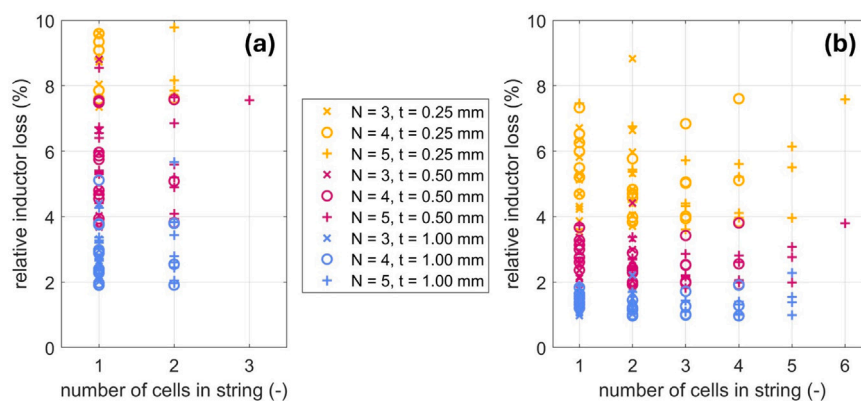 (a)
relative inductor loss (%)
10
8
6
4
2
0
1 2 3
number of cells in string (-)
N = 3, t = 0.25 mm
N = 4, t = 0.25 mm
N = 5, t = 0.25 mm
N = 3, t = 0.50 mm
N = 4, t = 0.50 mm
N = 5, t = 0.50 mm
N = 3, t = 1.00 mm
N = 4, t = 1.00 mm
N = 5, t = 1.00 mm
(b)
relative inductor loss (%)
10
8
6
4
2
0
1 2 3 4 5 6
number of cells in string (-)